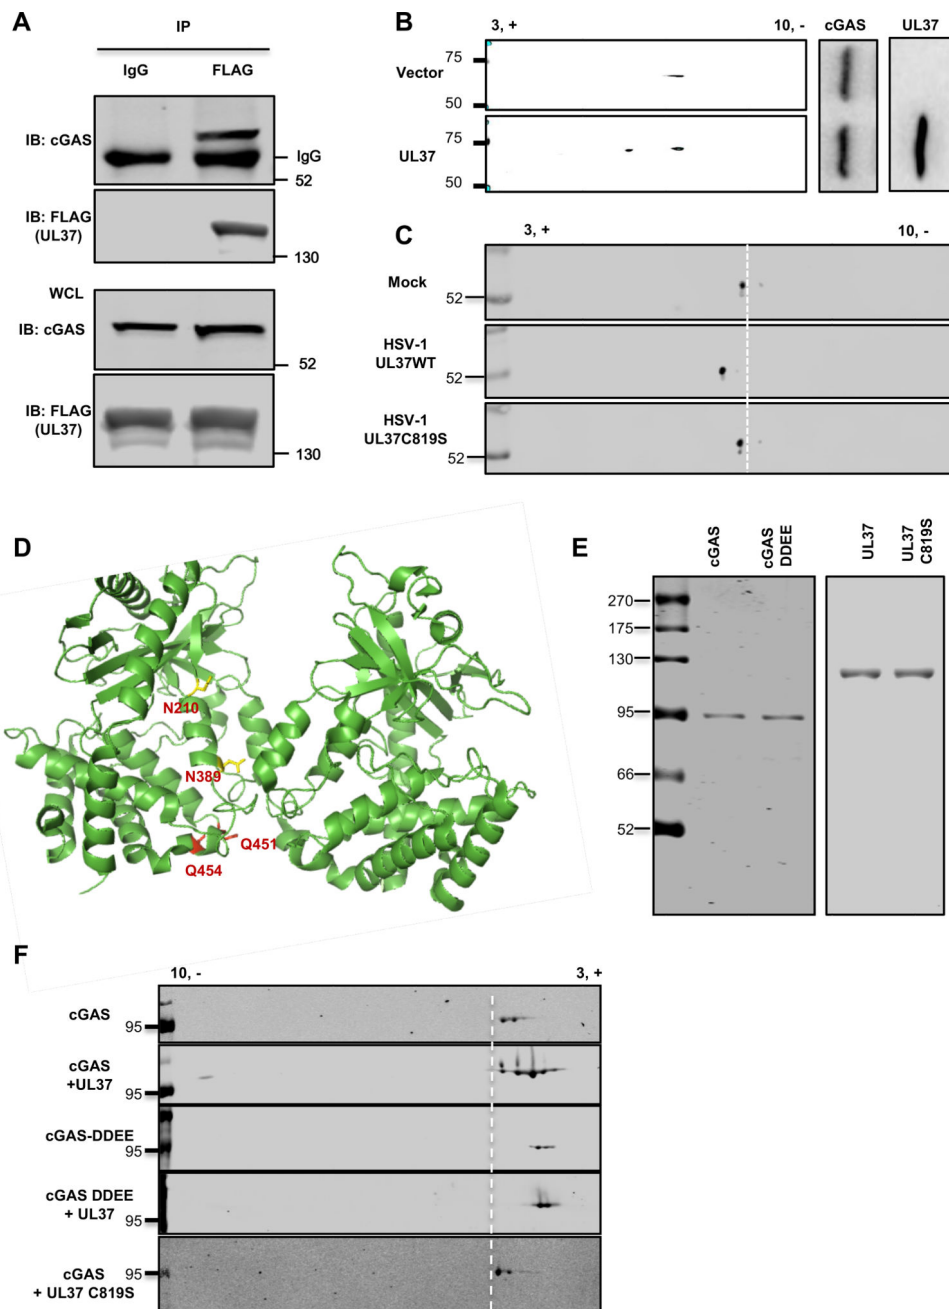 A
IP
IgG
FLAG
IB: cGAS
IgG
52
IB: FLAG
(UL37)
130
WCL
IB: cGAS
52
IB: FLAG
(UL37)
130
B
3, +
10, -
cGAS
UL37
Vector
75
50
UL37
75
50
C
3, +
10, -
Mock
52
HSV-1
UL37WT
52
HSV-1
UL37C819S
52
D
N210
N389
Q451
Q454
E
cGAS
cGAS
DDEE
UL37
UL37
C819S
270
175
130
95
66
52
F
10, -
3, +
cGAS
95
cGAS
+UL37
95
cGAS-DDEE
95
cGAS DDEE
+ UL37
95
cGAS
+ UL37 C819S
95